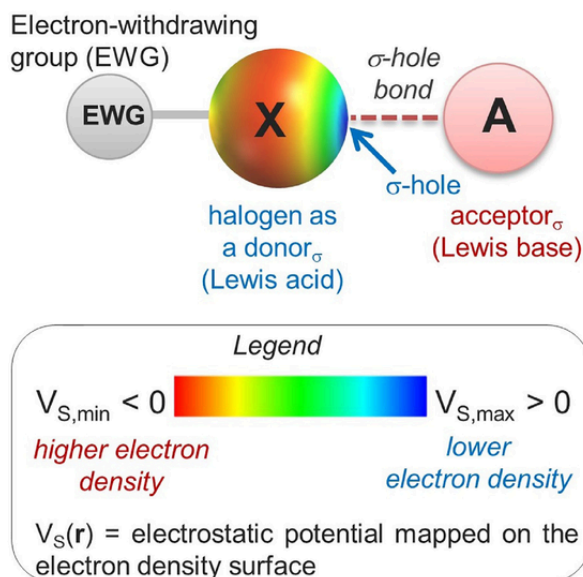 Electron-withdrawing
group (EWG)
EWG
X
σ-hole
bond
A
σ-hole
halogen as
a donorσ
(Lewis acid)
acceptorσ
(Lewis base)
Legend
VS,min < 0
VS,max > 0
higher electron
density
lower
electron density
VS(r) = electrostatic potential mapped on the
electron density surface